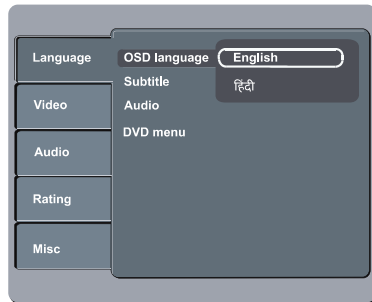 Language
Video
Audio
Rating
Misc
OSD language
Subtitle
Audio
DVD menu
English
हिंदी